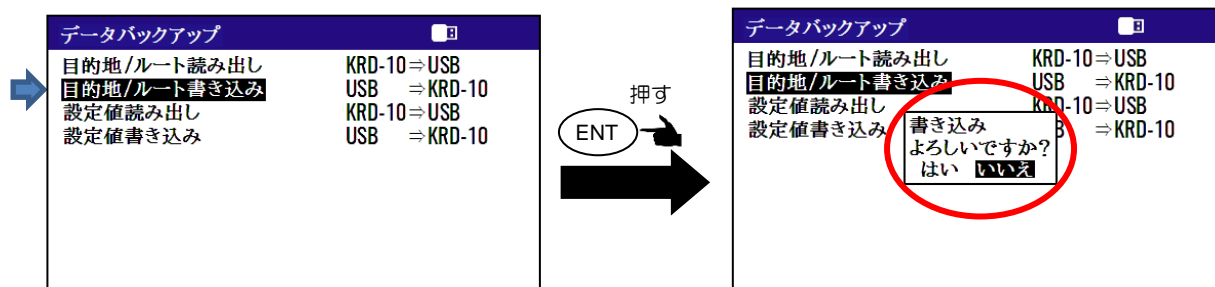 データバックアップ
目的地/ルート読み出し KRD-10⇒USB
目的地/ルート書き込み USB ⇒KRD-10
設定値読み出し KRD-10⇒USB
設定値書き込み USB ⇒KRD-10
押す
ENT
データバックアップ
目的地/ルート読み出し KRD-10⇒USB
目的地/ルート書き込み USB ⇒KRD-10
設定値読み出し KRD-10⇒USB
設定値書き込み B ⇒KRD-10
書き込み
よろしいですか?
はい いいえ